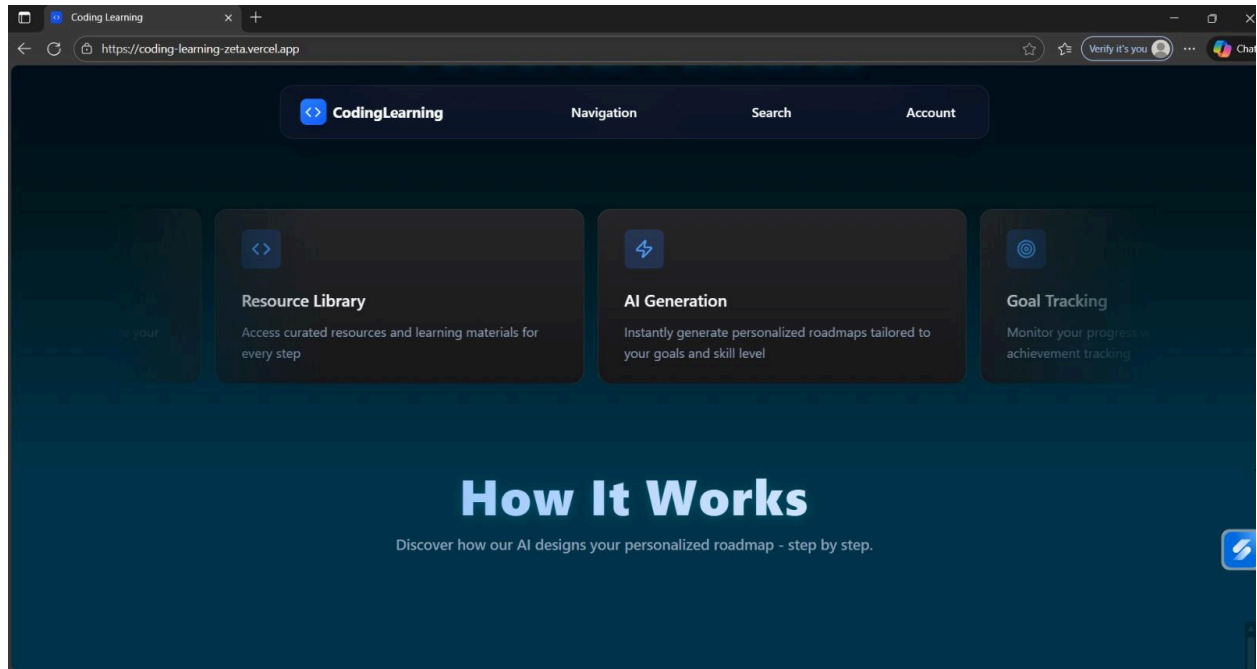 Coding Learning
https://coding-learning-zeta.vercel.app
Verify it's you
Chat
CodingLearning
Navigation
Search
Account
your
Resource Library
Access curated resources and learning materials for
every step
AI Generation
Instantly generate personalized roadmaps tailored to
your goals and skill level
Goal Tracking
Monitor your progress
achievement tracking
How It Works
Discover how our AI designs your personalized roadmap - step by step.